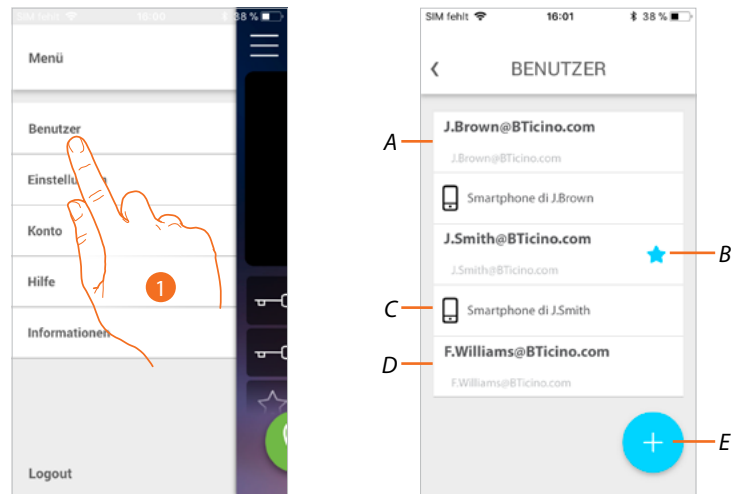 SIM fehlt 16:00 38 %
Menü
Benutzer
Konto
Hilfe
1
Informationen
Logout
SIM fehlt 16:01 38 %
BENUTZER
A
J.Brown@BTicino.com
J.Brown@BTicino.com
Smartphone di J.Brown
J.Smith@BTicino.com
B
J.Smith@BTicino.com
C
Smartphone di J.Smith
D
F.Williams@BTicino.com
F.Williams@BTicino.com
E